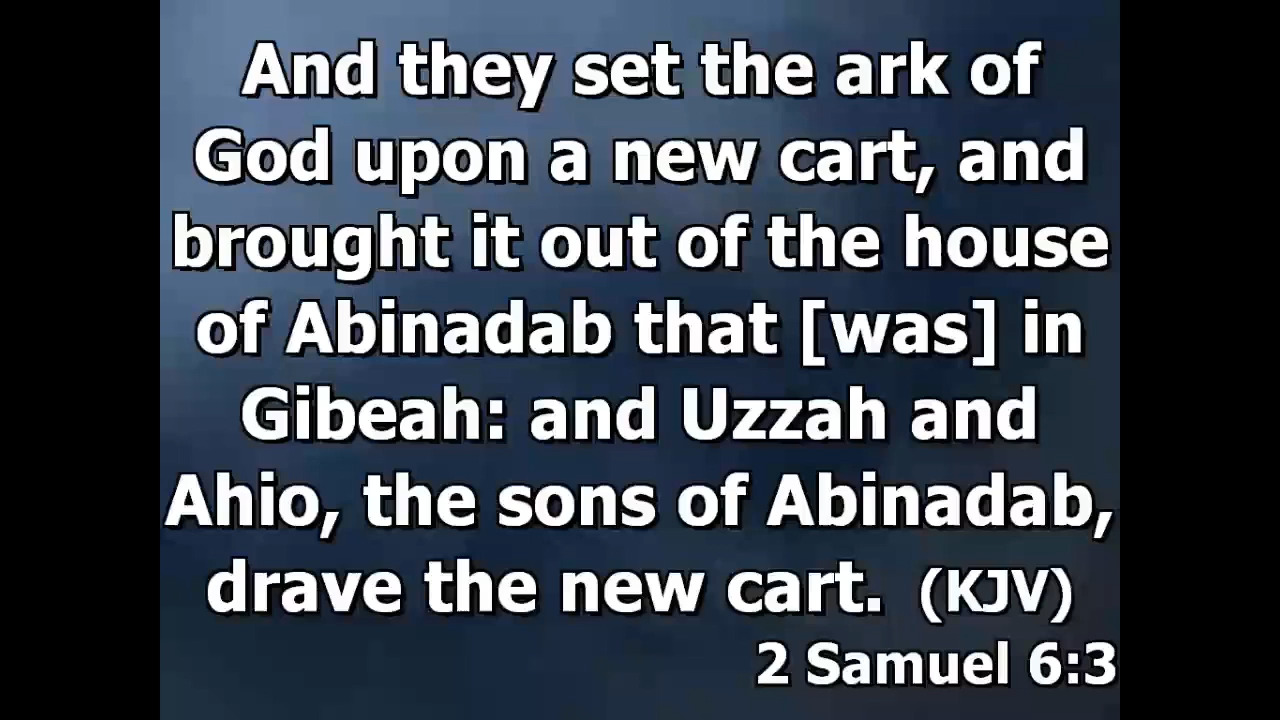 And they set the ark of
God upon a new cart, and
brought it out of the house
of Abinadab that [was] in
Gibeah: and Uzzah and
Ahio, the sons of Abinadab,
drave the new cart. (KJV)
2 Samuel 6:3